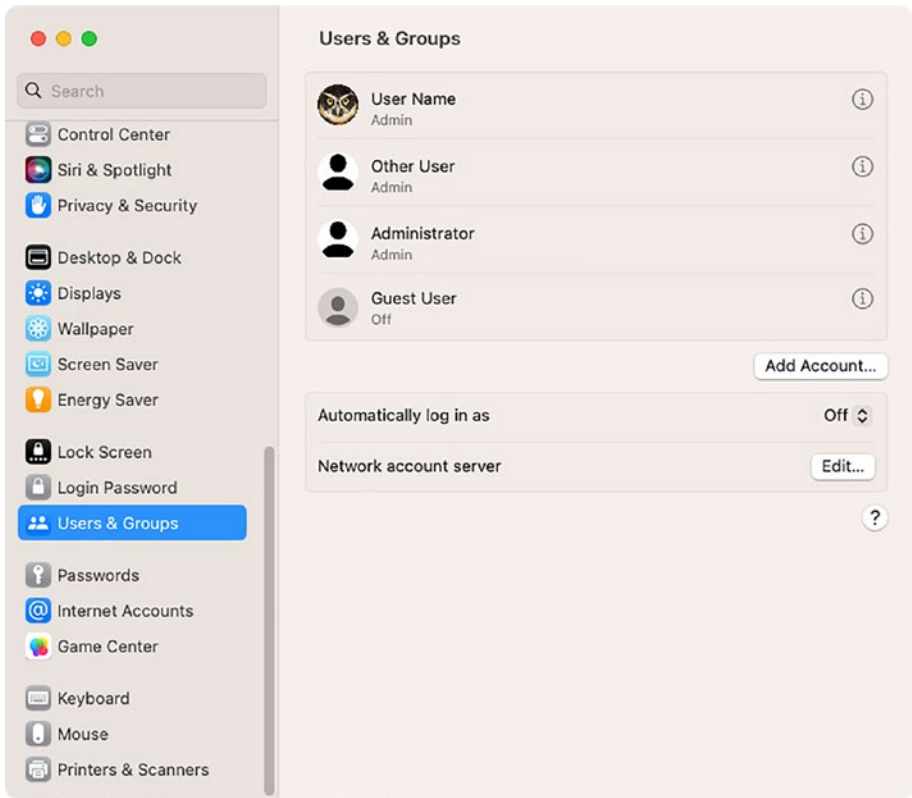 Search
Control Center
Siri & Spotlight
Privacy & Security
Desktop & Dock
Displays
Wallpaper
Screen Saver
Energy Saver
Lock Screen
Login Password
Users & Groups
Passwords
Internet Accounts
Game Center
Keyboard
Mouse
Printers & Scanners
Users & Groups
User Name
Admin
Other User
Admin
Administrator
Admin
Guest User
Off
Add Account...
Automatically log in as Off
Network account server Edit...
?